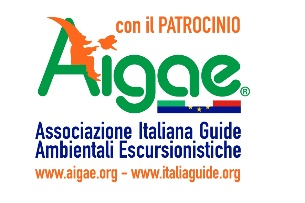 con il PATROCINIO
Aigae®
Associazione Italiana Guide
Ambientali Escursionistiche
www.aigae.org - www.italiaguide.org